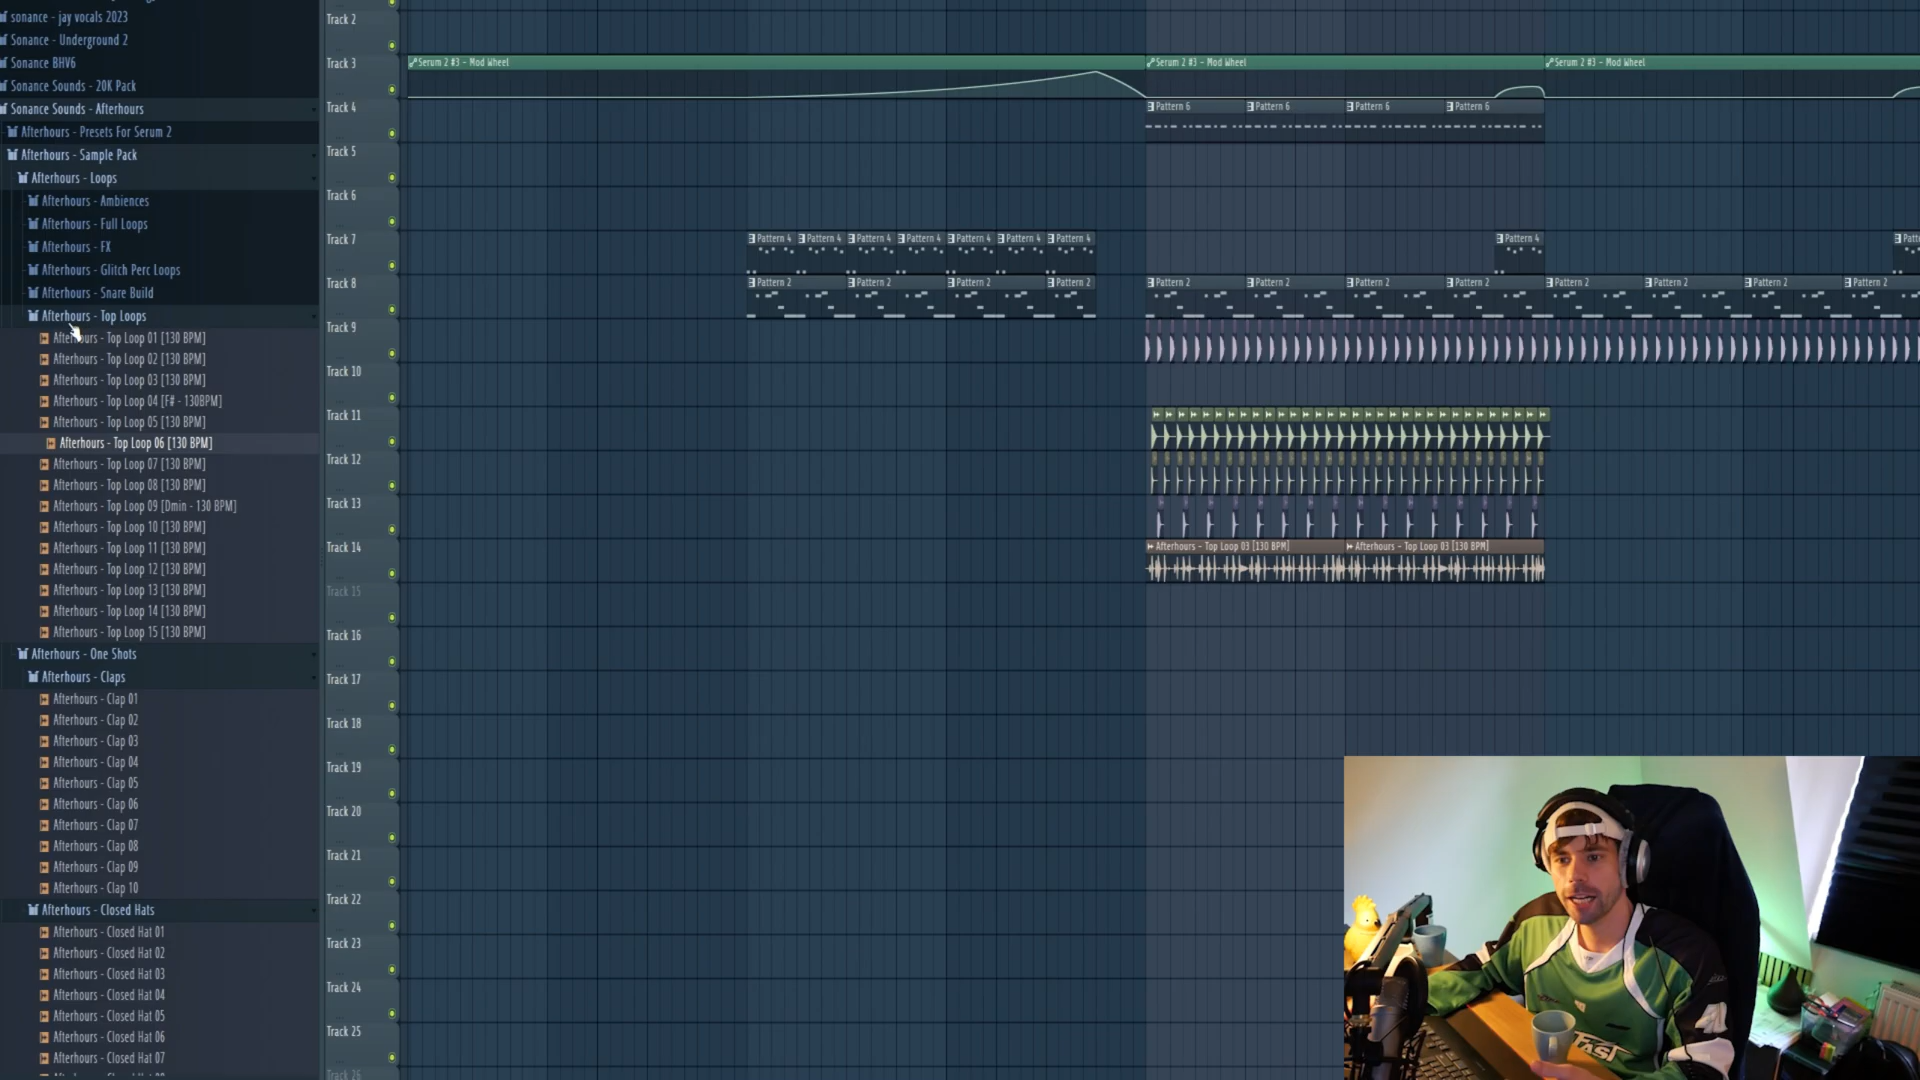 sonance - jay vocals 2023
Sonance - Underground 2
Sonance BHV6
Sonance Sounds - 20K Pack
Sonance Sounds - Afterhours
Afterhours - Presets For Serum 2
Afterhours - Sample Pack
Afterhours - Loops
Afterhours - Ambiences
Afterhours - Full Loops
Afterhours - FX
Afterhours - Glitch Perc Loops
Afterhours - Snare Build
Afterhours - Top Loops
Afterhours - Top Loop 01 [130 BPM]
Afterhours - Top Loop 02 [130 BPM]
Afterhours - Top Loop 03 [130 BPM]
Afterhours - Top Loop 04 [F# - 130BPM]
Afterhours - Top Loop 05 [130 BPM]
Afterhours - Top Loop 06 [130 BPM]
Afterhours - Top Loop 07 [130 BPM]
Afterhours - Top Loop 08 [130 BPM]
Afterhours - Top Loop 09 [Dmin - 130 BPM]
Afterhours - Top Loop 10 [130 BPM]
Afterhours - Top Loop 11 [130 BPM]
Afterhours - Top Loop 12 [130 BPM]
Afterhours - Top Loop 13 [130 BPM]
Afterhours - Top Loop 14 [130 BPM]
Afterhours - Top Loop 15 [130 BPM]
Afterhours - One Shots
Afterhours - Claps
Afterhours - Clap 01
Afterhours - Clap 02
Afterhours - Clap 03
Afterhours - Clap 04
Afterhours - Clap 05
Afterhours - Clap 06
Afterhours - Clap 07
Afterhours - Clap 08
Afterhours - Clap 09
Afterhours - Clap 10
Afterhours - Closed Hats
Afterhours - Closed Hat 01
Afterhours - Closed Hat 02
Afterhours - Closed Hat 03
Afterhours - Closed Hat 04
Afterhours - Closed Hat 05
Afterhours - Closed Hat 06
Afterhours - Closed Hat 07
Track 2
Track 3
Serum 2 #3 - Mod Wheel Serum 2 #3 - Mod Wheel Serum 2 #3 - Mod Wheel
Track 4
Pattern 6 Pattern 6 Pattern 6 Pattern 6
Track 5
Track 6
Track 7
Pattern 4 Pattern 4 Pattern 4 Pattern 4 Pattern 4 Pattern 4 Pattern 4 Pattern 4
Track 8
Pattern 2 Pattern 2 Pattern 2 Pattern 2 Pattern 2 Pattern 2 Pattern 2 Pattern 2 Pattern 2 Pattern 2 Pattern 2 Pattern 2
Track 9
Track 10
Track 11
Track 12
Track 13
Track 14
Afterhours - Top Loop 03 [130 BPM] Afterhours - Top Loop 03 [130 BPM]
Track 15
Track 16
Track 17
Track 18
Track 19
Track 20
Track 21
Track 22
Track 23
Track 24
Track 25
Track 26
FAST